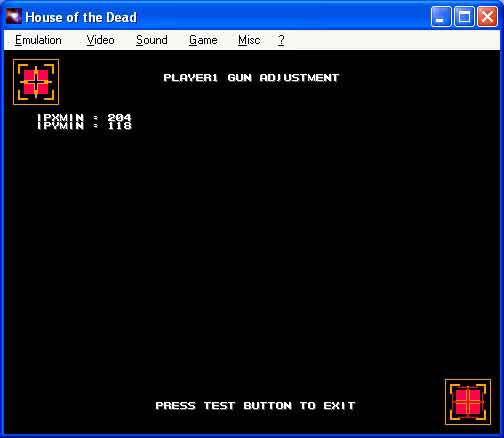 House of the Dead
Emulation Video Sound Game Misc ?
PLAYER1 GUN ADJUSTMENT
IPXMIN = 204
IPYMIN = 118
PRESS TEST BUTTON TO EXIT